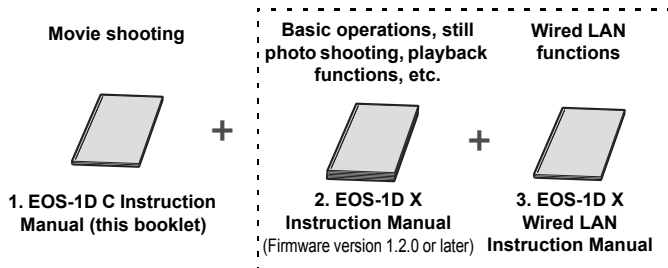 Movie shooting
Basic operations, still
photo shooting, playback
functions, etc.
Wired LAN
functions
+
+
1. EOS-1D C Instruction
Manual (this booklet)
2. EOS-1D X
Instruction Manual
(Firmware version 1.2.0 or later)
3. EOS-1D X
Wired LAN
Instruction Manual